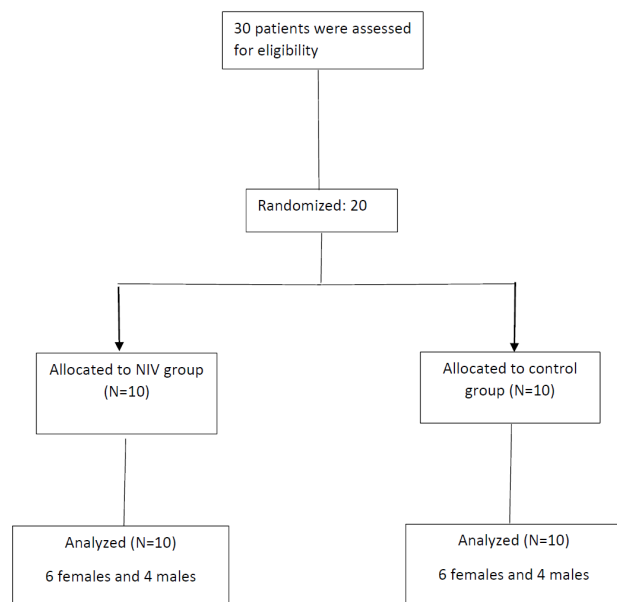 30 patients were assessed
for eligibility
Randomized: 20
Allocated to NIV group
(N=10)
Allocated to control
group (N=10)
Analyzed (N=10)
6 females and 4 males
Analyzed (N=10)
6 females and 4 males